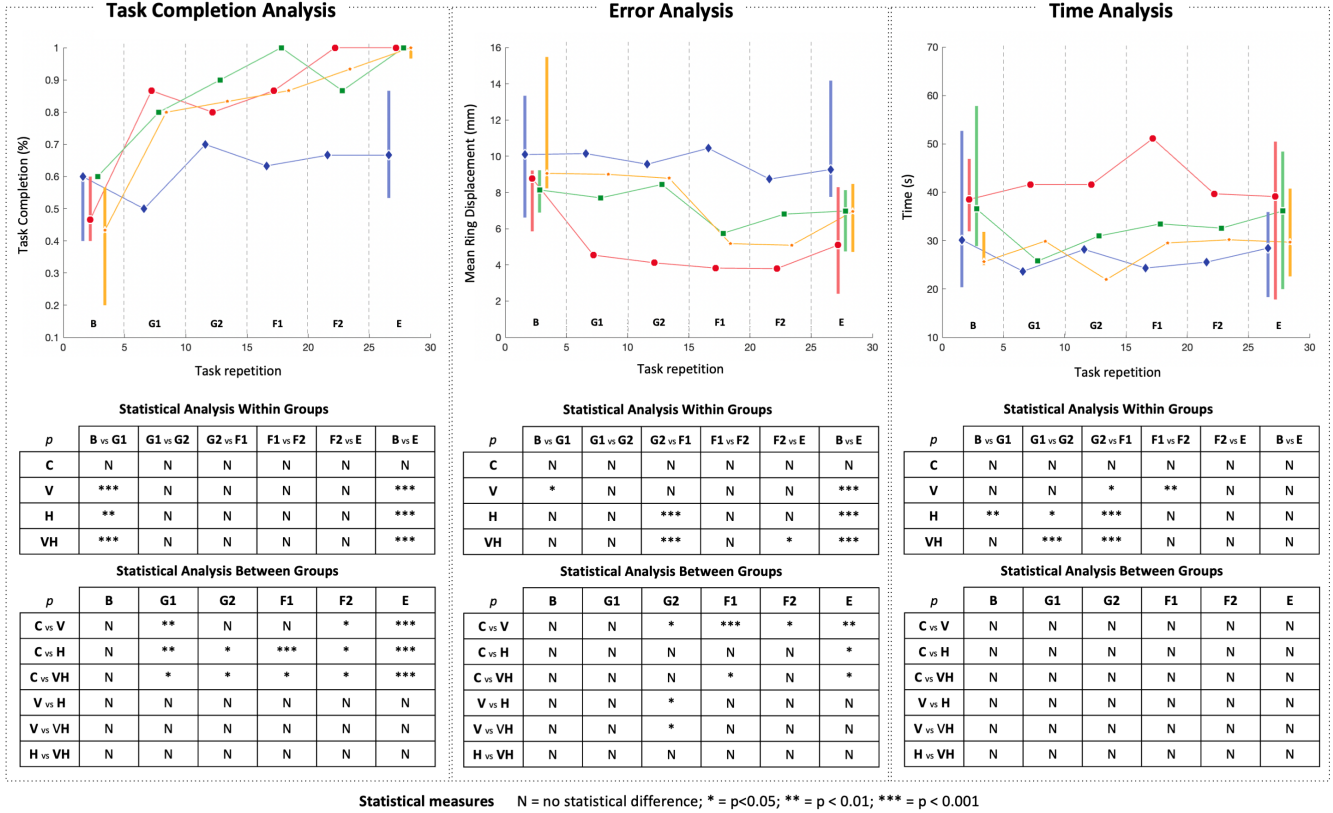 Task Completion Analysis
1
0.9
0.8
0.7
0.6
0.5
0.4
0.3
0.2
0.1
Task Completion (%)
B G1 G2 F1 F2 E
0 5 10 15 20 25 30
Task repetition
Statistical Analysis Within Groups
p B vs G1 G1 vs G2 G2 vs F1 F1 vs F2 F2 vs E B vs E
C N N N N N N
V *** N N N N ***
H ** N N N N ***
VH *** N N N N ***
Statistical Analysis Between Groups
p B G1 G2 F1 F2 E
C vs V N ** N N * ***
C vs H N ** * *** * ***
C vs VH N * * * * ***
V vs H N N N N N N
V vs VH N N N N N N
H vs VH N N N N N N
Error Analysis
16
14
12
10
8
6
4
2
0
Mean Ring Displacement (mm)
B G1 G2 F1 F2 E
0 5 10 15 20 25 30
Task repetition
Statistical Analysis Within Groups
p B vs G1 G1 vs G2 G2 vs F1 F1 vs F2 F2 vs E B vs E
C N N N N N N
V * N N N N ***
H N N *** N N ***
VH N N *** N * ***
Statistical Analysis Between Groups
p B G1 G2 F1 F2 E
C vs V N N * *** * **
C vs H N N N N N *
C vs VH N N N * N *
V vs H N N * N N N
V vs VH N N * N N N
H vs VH N N N N N N
Time Analysis
70
60
50
40
30
20
10
Time (s)
B G1 G2 F1 F2 E
0 5 10 15 20 25 30
Task repetition
Statistical Analysis Within Groups
p B vs G1 G1 vs G2 G2 vs F1 F1 vs F2 F2 vs E B vs E
C N N N N N N
V N N * ** N N
H ** * *** N N N
VH N *** *** N N N
Statistical Analysis Between Groups
p B G1 G2 F1 F2 E
C vs V N N N N N N
C vs H N N N N N N
C vs VH N N N N N N
V vs H N N N N N N
V vs VH N N N N N N
H vs VH N N N N N N
Statistical measures N = no statistical difference; * = p<0.05; ** = p < 0.01; *** = p < 0.001